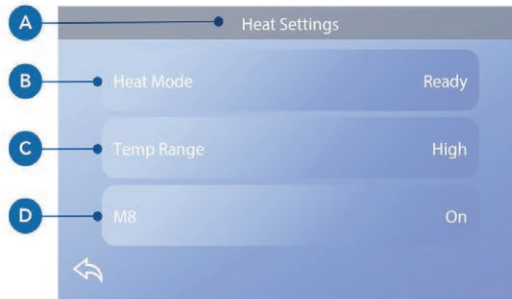 A Heat Settings
B Heat Mode Ready
C Temp Range High
D M8 On